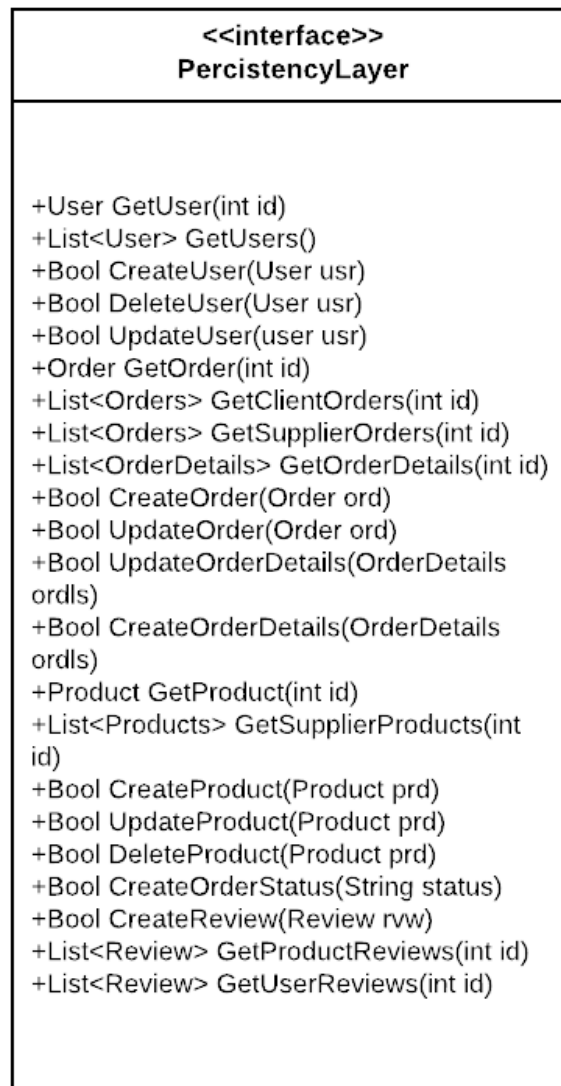 <<interface>>
PercistencyLayer
+User GetUser(int id)
+List<User> GetUsers()
+Bool CreateUser(User usr)
+Bool DeleteUser(User usr)
+Bool UpdateUser(user usr)
+Order GetOrder(int id)
+List<Orders> GetClientOrders(int id)
+List<Orders> GetSupplierOrders(int id)
+List<OrderDetails> GetOrderDetails(int id)
+Bool CreateOrder(Order ord)
+Bool UpdateOrder(Order ord)
+Bool UpdateOrderDetails(OrderDetails
ordls)
+Bool CreateOrderDetails(OrderDetails
ordls)
+Product GetProduct(int id)
+List<Products> GetSupplierProducts(int
id)
+Bool CreateProduct(Product prd)
+Bool UpdateProduct(Product prd)
+Bool DeleteProduct(Product prd)
+Bool CreateOrderStatus(String status)
+Bool CreateReview(Review rvw)
+List<Review> GetProductReviews(int id)
+List<Review> GetUserReviews(int id)